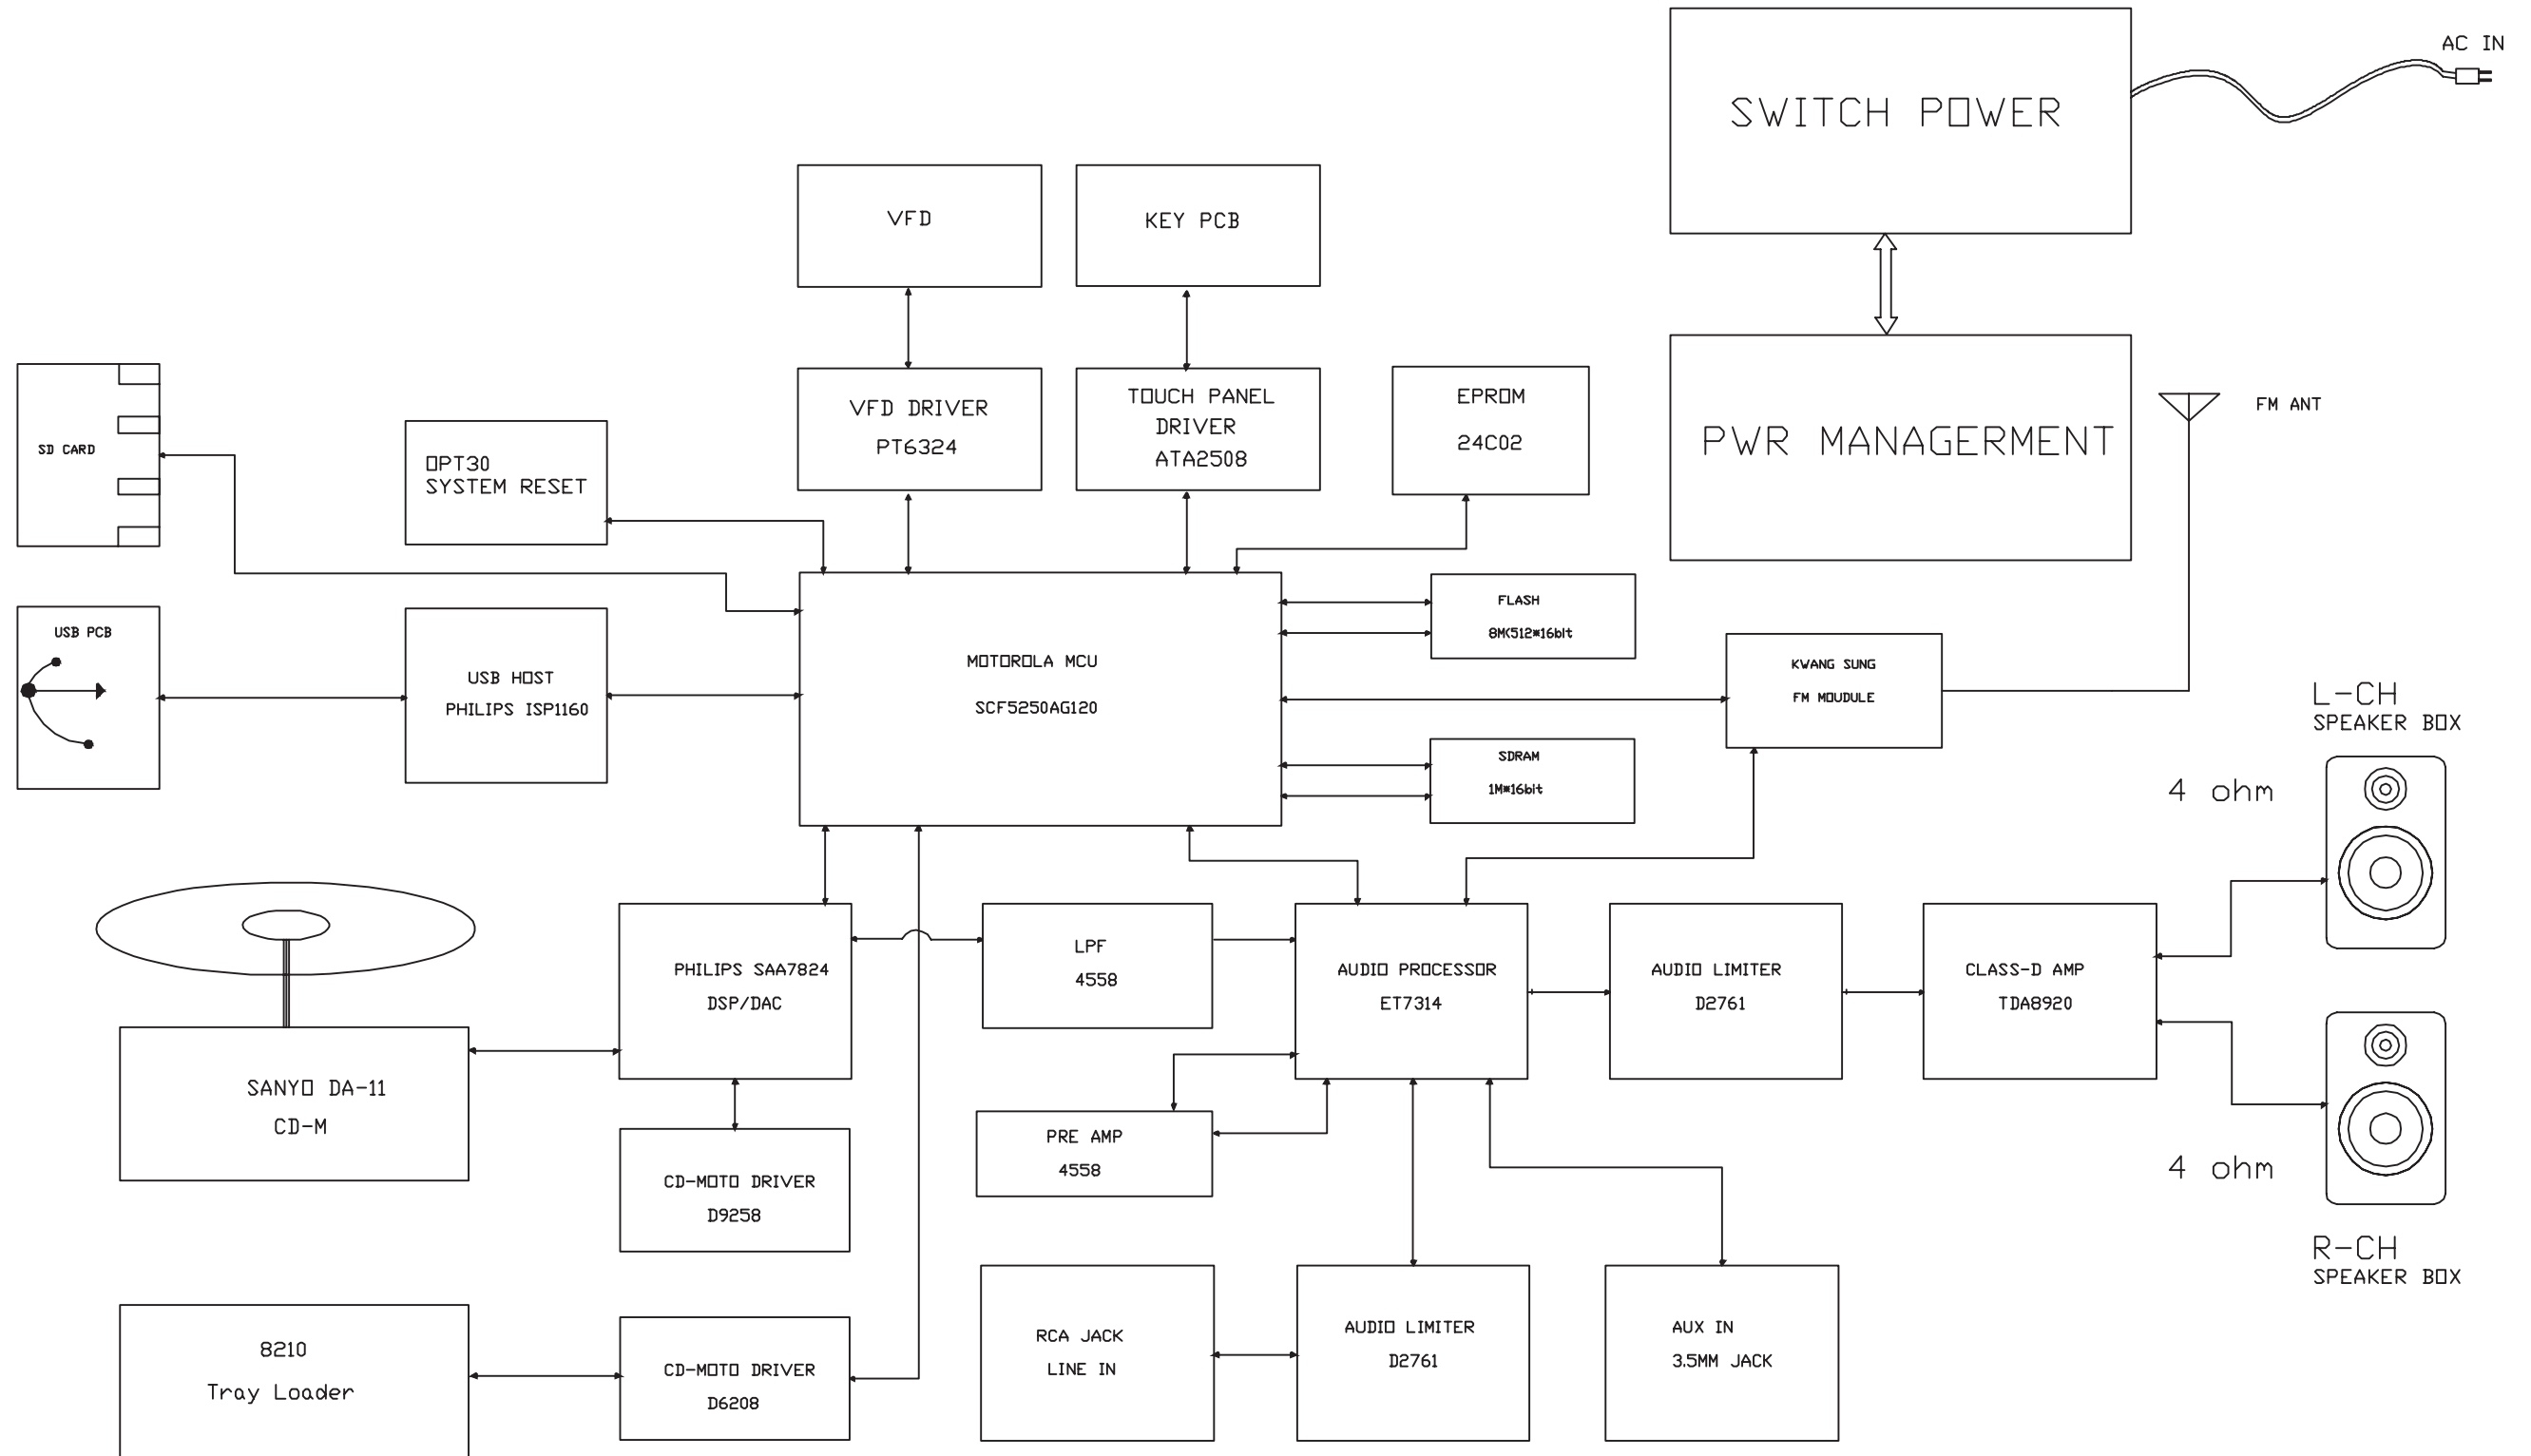 AC IN
SWITCH POWER
VFD
KEY PCB
PWR MANAGERMENT
FM ANT
SD CARD
OPT30
SYSTEM RESET
VFD DRIVER
PT6324
TOUCH PANEL
DRIVER
ATA2508
EPROM
24C02
USB PCB
USB HOST
PHILIPS ISP1160
MOTOROLA MCU
SCF5250AG120
FLASH
8M(512*16bit
KWANG SUNG
FM MOUDULE
SDRAM
1M*16bit
L-CH
SPEAKER BOX
4 ohm
PHILIPS SAA7824
DSP/DAC
LPF
4558
AUDIO PROCESSOR
ET7314
AUDIO LIMITER
D2761
CLASS-D AMP
TDA8920
SANYO DA-11
CD-M
CD-MOTO DRIVER
D9258
PRE AMP
4558
4 ohm
R-CH
SPEAKER BOX
8210
Tray Loader
CD-MOTO DRIVER
D6208
RCA JACK
LINE IN
AUDIO LIMITER
D2761
AUX IN
3.5MM JACK